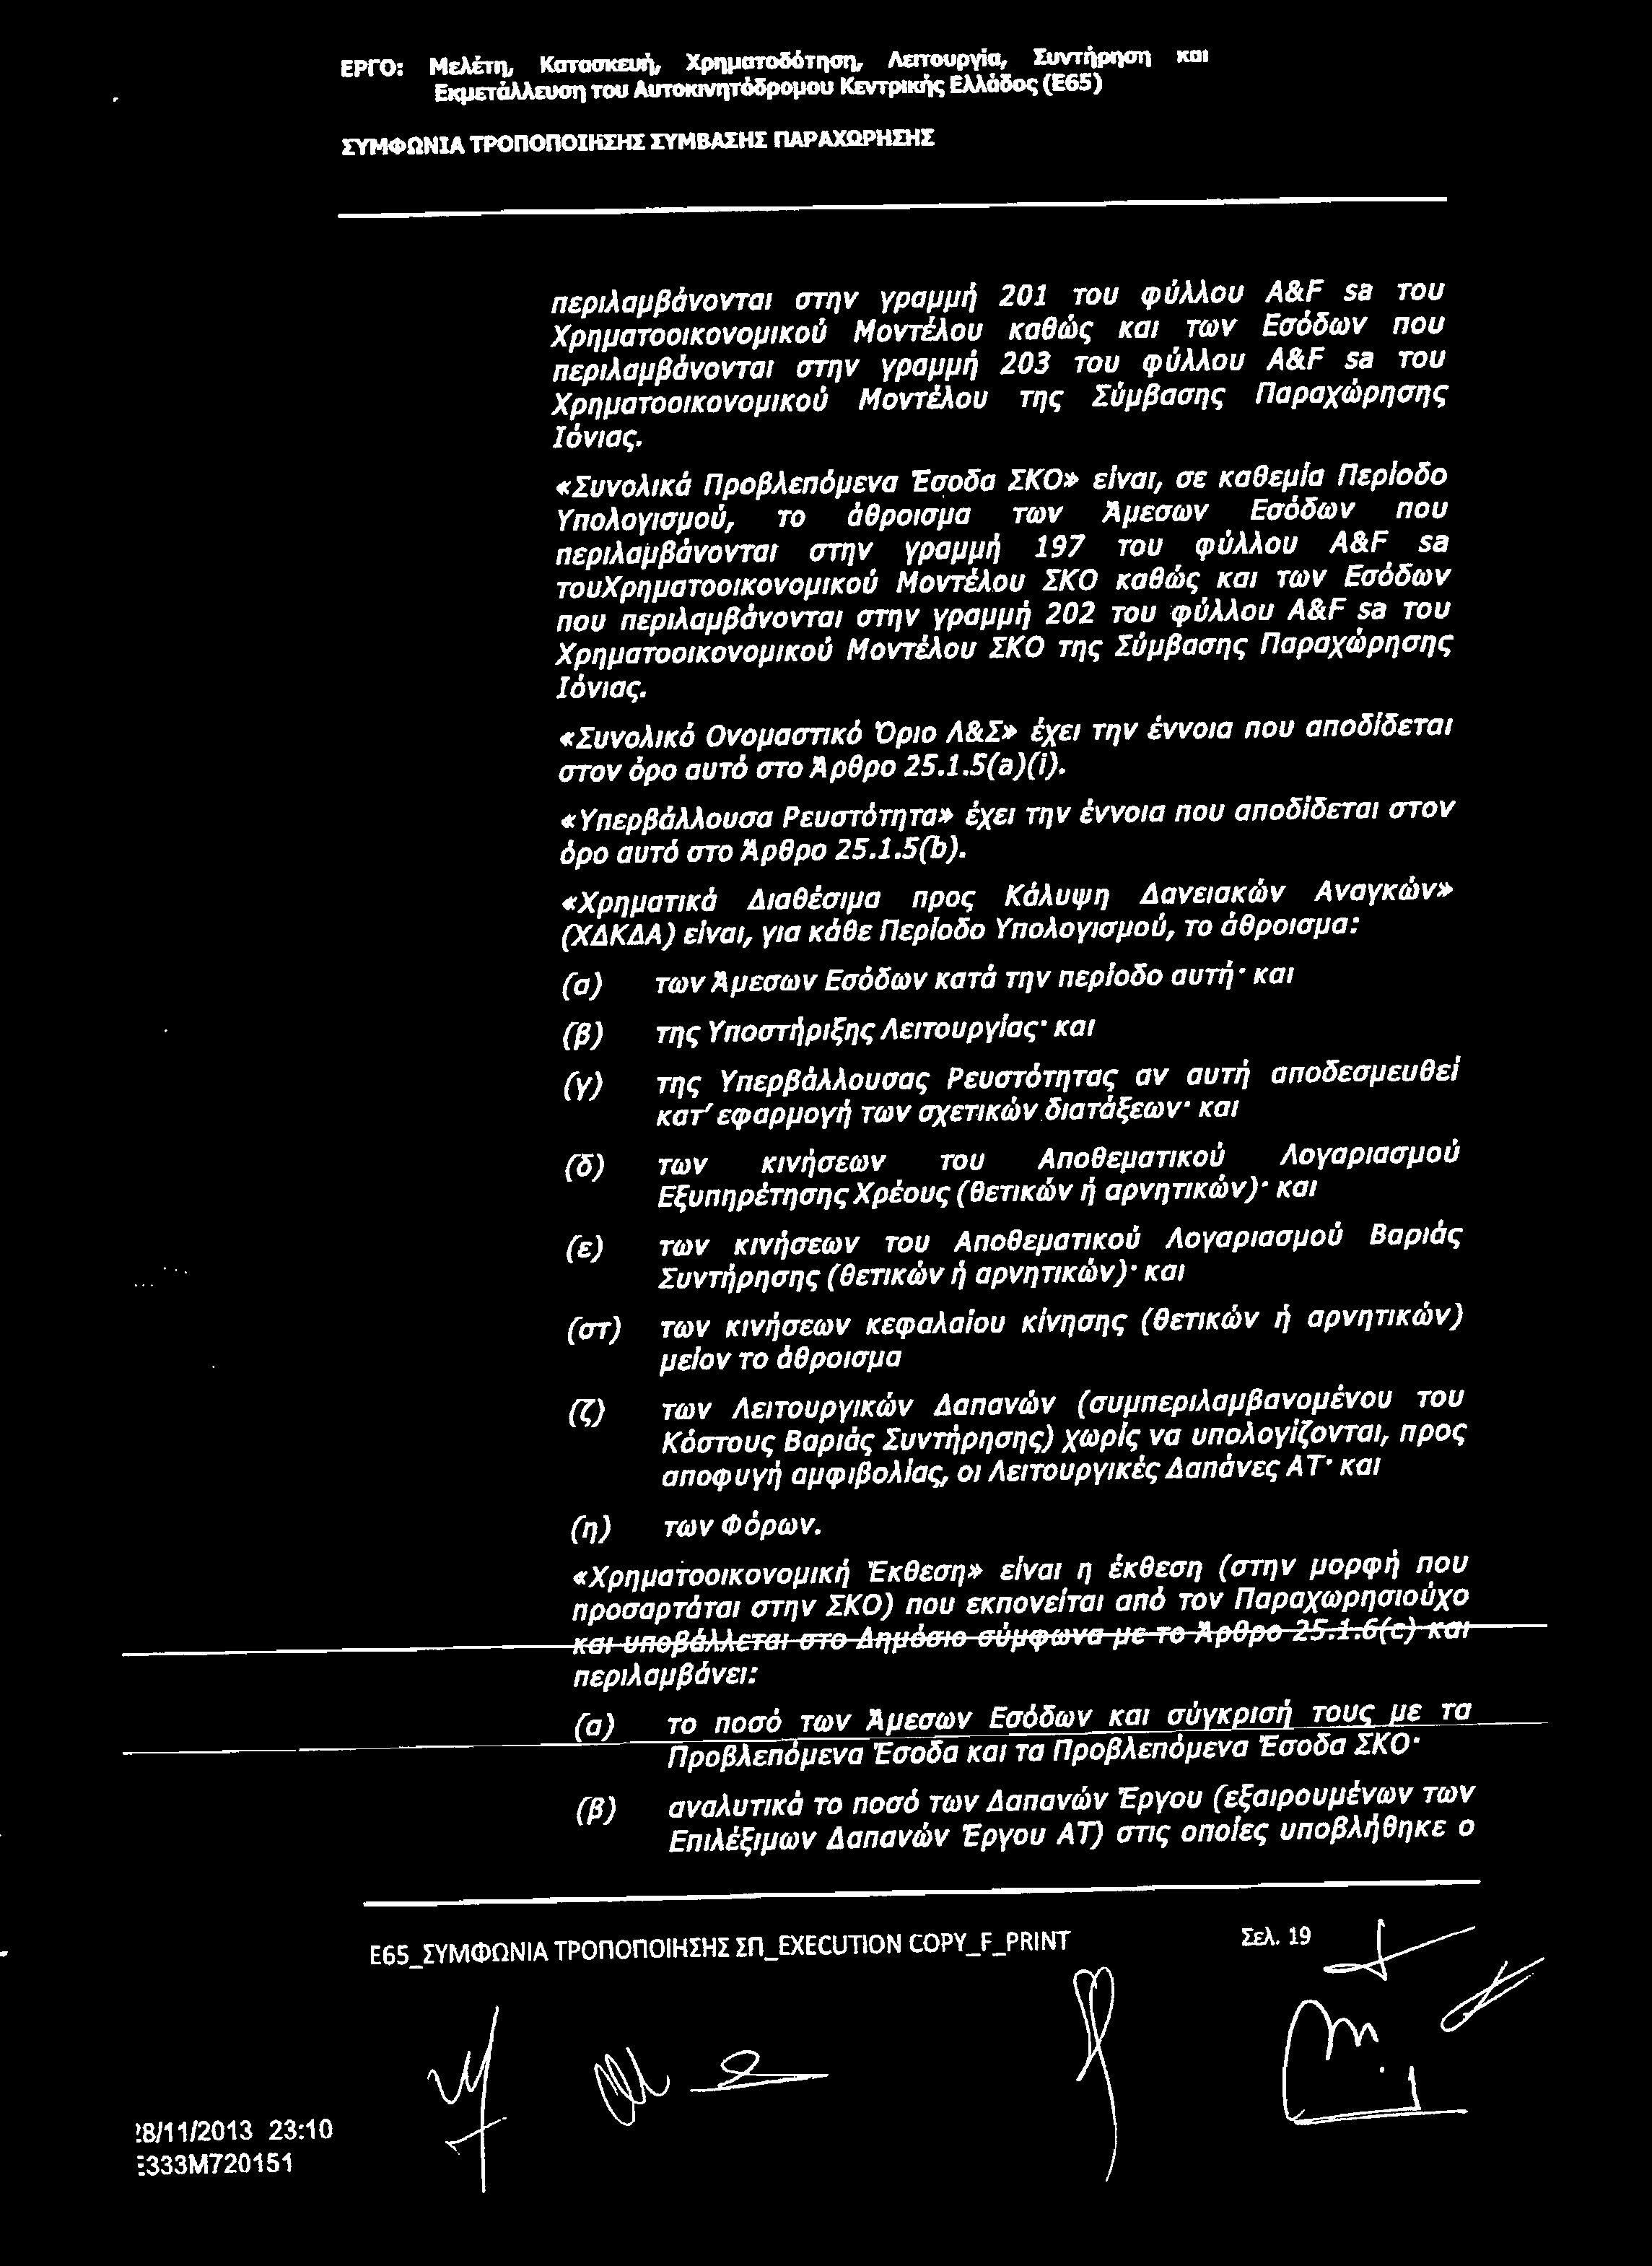 ΕΡΓΟ: Μελέτη, Κατασκευή, Χρηματοδότηση, Λειτουργία, Συντήρηση και
Εκμετάλλευση του Αυτοκινητόδρομου Κεντρικής Ελλάδος (Ε65)
ΣΥΜΦΩΝΙΑ ΤΡΟΠΟΠΟΙΗΣΗΣ ΣΥΜΒΑΣΗΣ ΠΑΡΑΧΩΡΗΣΗΣ
περιλαμβάνονται στην γραμμή 201 του φύλλου A&F sa του
Χρηματοοικονομικού Μοντέλου καθώς και των Εσόδων που
περιλαμβάνονται στην γραμμή 203 του φύλλου A&F sa του
Χρηματοοικονομικού Μοντέλου της Σύμβασης Παραχώρησης
Ιόνιας.
«Συνολικά Προβλεπόμενα Έσοδα ΣΚΟ» είναι, σε καθεμία Περίοδο
Υπολογισμού, το άθροισμα των Άμεσων Εσόδων που
περιλαμβάνονται στην γραμμή 197 του φύλλου A&F sa
τουΧρηματοοικονομικού Μοντέλου ΣΚΟ καθώς και των Εσόδων
που περιλαμβάνονται στην γραμμή 202 του φύλλου A&F sa του
Χρηματοοικονομικού Μοντέλου ΣΚΟ της Σύμβασης Παραχώρησης
Ιόνιας.
«Συνολικό Ονομαστικό Όριο Λ&Σ» έχει την έννοια που αποδίδεται
στον όρο αυτό στο Άρθρο 25.1.5(a)(i).
«Υπερβάλλουσα Ρευστότητα» έχει την έννοια που αποδίδεται στον
όρο αυτό στο Άρθρο 25.1.5(b).
«Χρηματικά Διαθέσιμα προς Κάλυψη Δανειακών Αναγκών»
(ΧΔΚΔΑ) είναι, για κάθε Περίοδο Υπολογισμού, το άθροισμα:
(α) των Άμεσων Εσόδων κατά την περίοδο αυτή· και
(β) της Υποστήριξης Λειτουργίας· και
(γ) της Υπερβάλλουσας Ρευστότητας αν αυτή αποδεσμευθεί
κατ' εφαρμογή των σχετικών διατάξεων· και
(δ) των κινήσεων του Αποθεματικού Λογαριασμού
Εξυπηρέτησης Χρέους (θετικών ή αρνητικών)· και
(ε) των κινήσεων του Αποθεματικού Λογαριασμού Βαριάς
Συντήρησης (θετικών ή αρνητικών)· και
(στ) των κινήσεων κεφαλαίου κίνησης (θετικών ή αρνητικών)
μείον το άθροισμα
(ζ) των Λειτουργικών Δαπανών (συμπεριλαμβανομένου του
Κόστους Βαριάς Συντήρησης) χωρίς να υπολογίζονται, προς
αποφυγή αμφιβολίας, οι Λειτουργικές Δαπάνες ΑΤ· και
(η) των Φόρων.
«Χρηματοοικονομική Έκθεση» είναι η έκθεση (στην μορφή που
προσαρτάται στην ΣΚΟ) που εκπονείται από τον Παραχωρησιούχο
και υποβάλλεται στο Δημόσιο σύμφωνα με το Άρθρο 25.1.6(c) και
περιλαμβάνει:
(α) το ποσό των Άμεσων Εσόδων και σύγκρισή τους με τα
Προβλεπόμενα Έσοδα και τα Προβλεπόμενα Έσοδα ΣΚΟ·
(β) αναλυτικά το ποσό των Δαπανών Έργου (εξαιρουμένων των
Επιλέξιμων Δαπανών Έργου ΑΤ) στις οποίες υποβλήθηκε ο
E65_ΣΥΜΦΩΝΙΑ ΤΡΟΠΟΠΟΙΗΣΗΣ ΣΠ_EXECUTION COPY_F_PRINT Σελ. 19
8/11/2013 23:10
333M720151